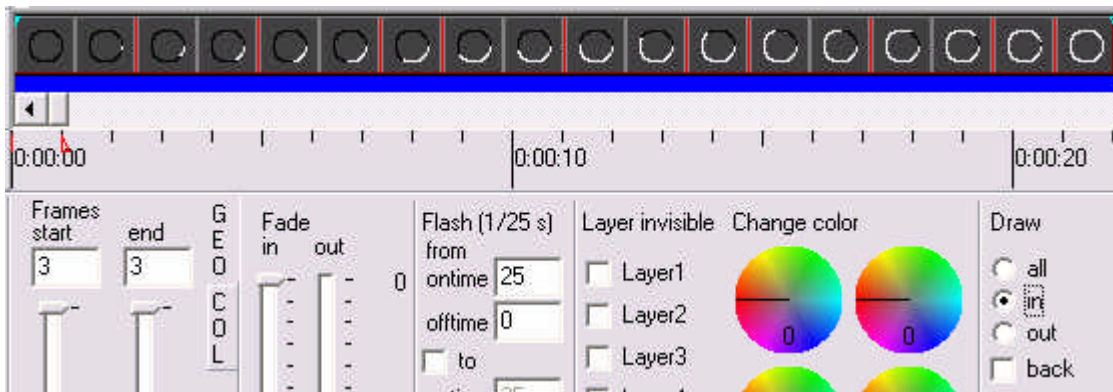 0:00:00 0:00:10 0:00:20
Frames
start end
3 3
GEO
COL
Fade
in out
0
Flash (1/25 s)
from
ontime 25
offtime 0
to
Layer invisible
Layer1
Layer2
Layer3
Change color
0 0
Draw
all
in
out
back